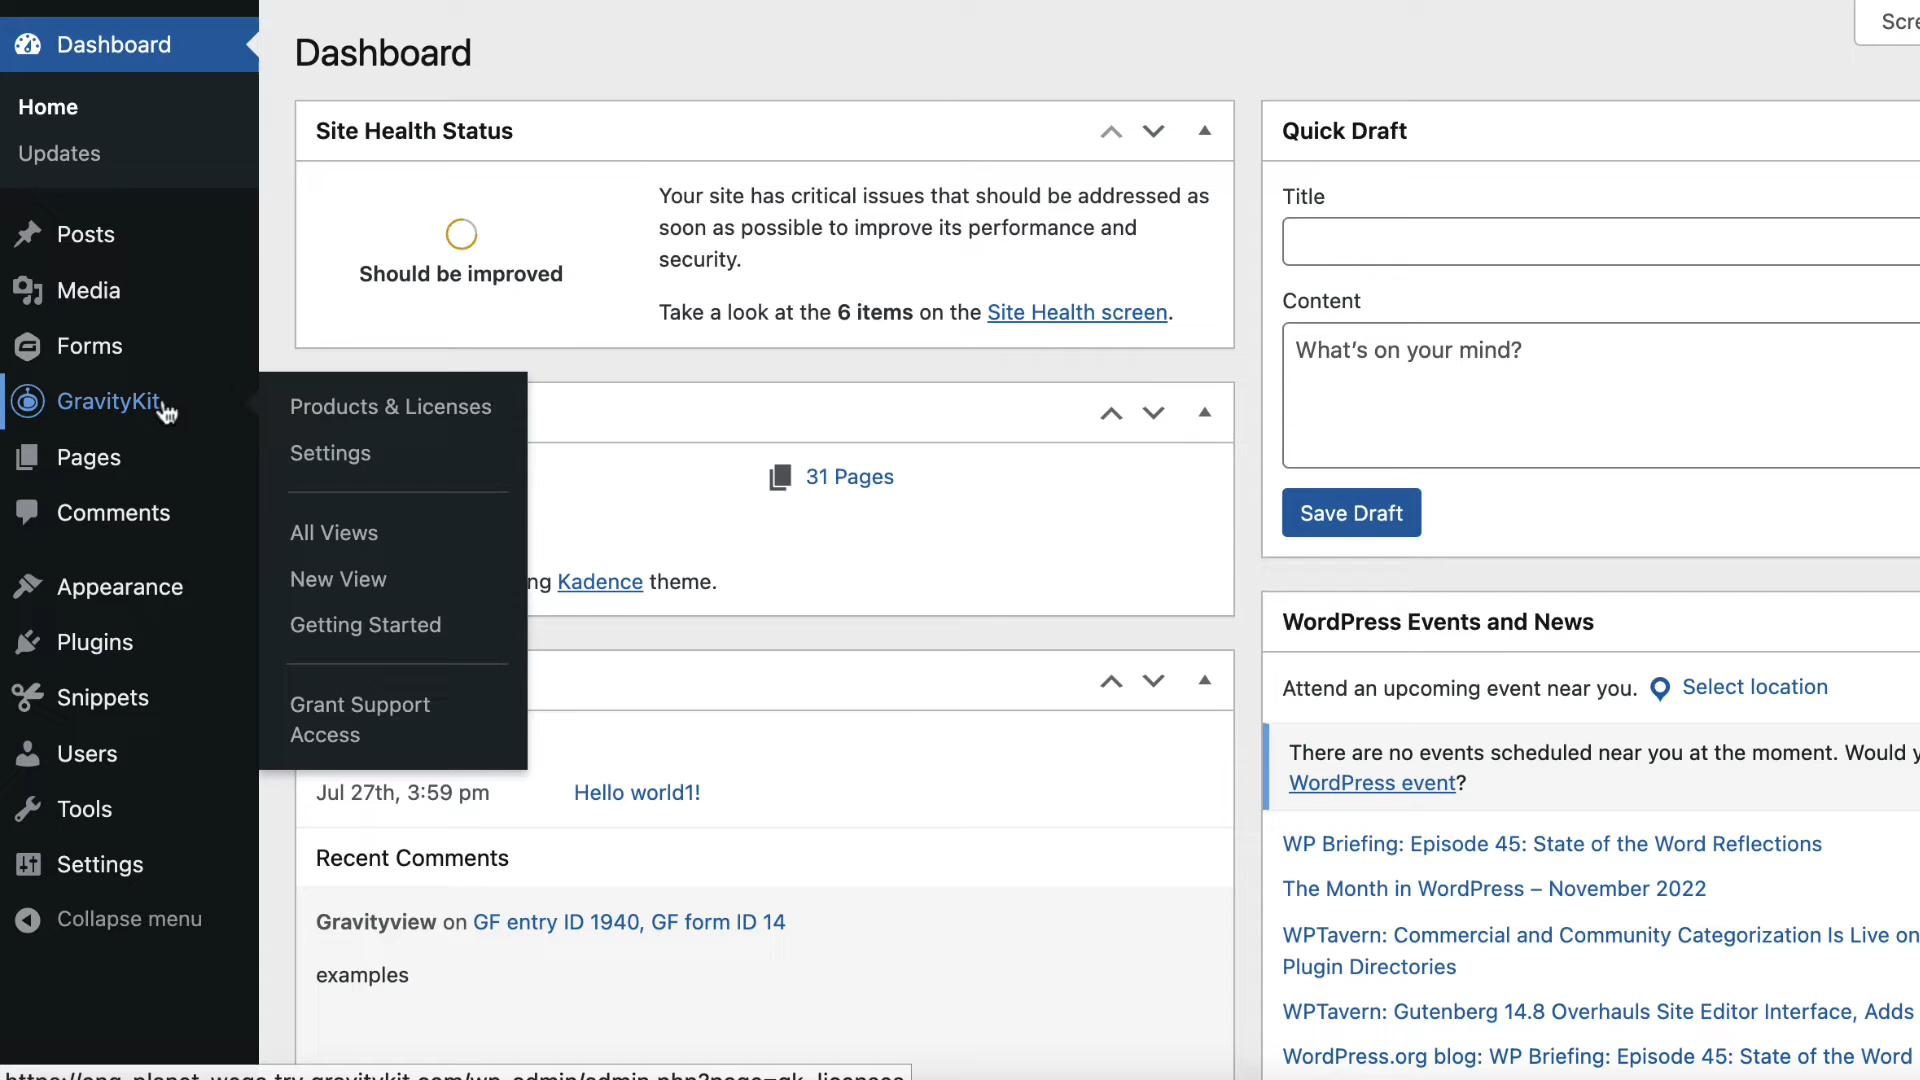 Dashboard
Home
Updates
Posts
Media
Forms
GravityKit
Pages
Comments
Appearance
Plugins
Snippets
Users
Tools
Settings
Collapse menu
Products & Licenses
Settings
All Views
New View
Getting Started
Grant Support
Access
Dashboard
Site Health Status
Should be improved
Your site has critical issues that should be addressed as
soon as possible to improve its performance and
security.
Take a look at the 6 items on the Site Health screen.
31 Pages
ng Kadence theme.
Jul 27th, 3:59 pm Hello world1!
Recent Comments
Gravityview on GF entry ID 1940, GF form ID 14
examples
Scre
Quick Draft
Title
Content
What's on your mind?
Save Draft
WordPress Events and News
Attend an upcoming event near you. Select location
There are no events scheduled near you at the moment. Would y
WordPress event?
WP Briefing: Episode 45: State of the Word Reflections
The Month in WordPress – November 2022
WPTavern: Commercial and Community Categorization Is Live on
Plugin Directories
WPTavern: Gutenberg 14.8 Overhauls Site Editor Interface, Adds
WordPress.org blog: WP Briefing: Episode 45: State of the Word